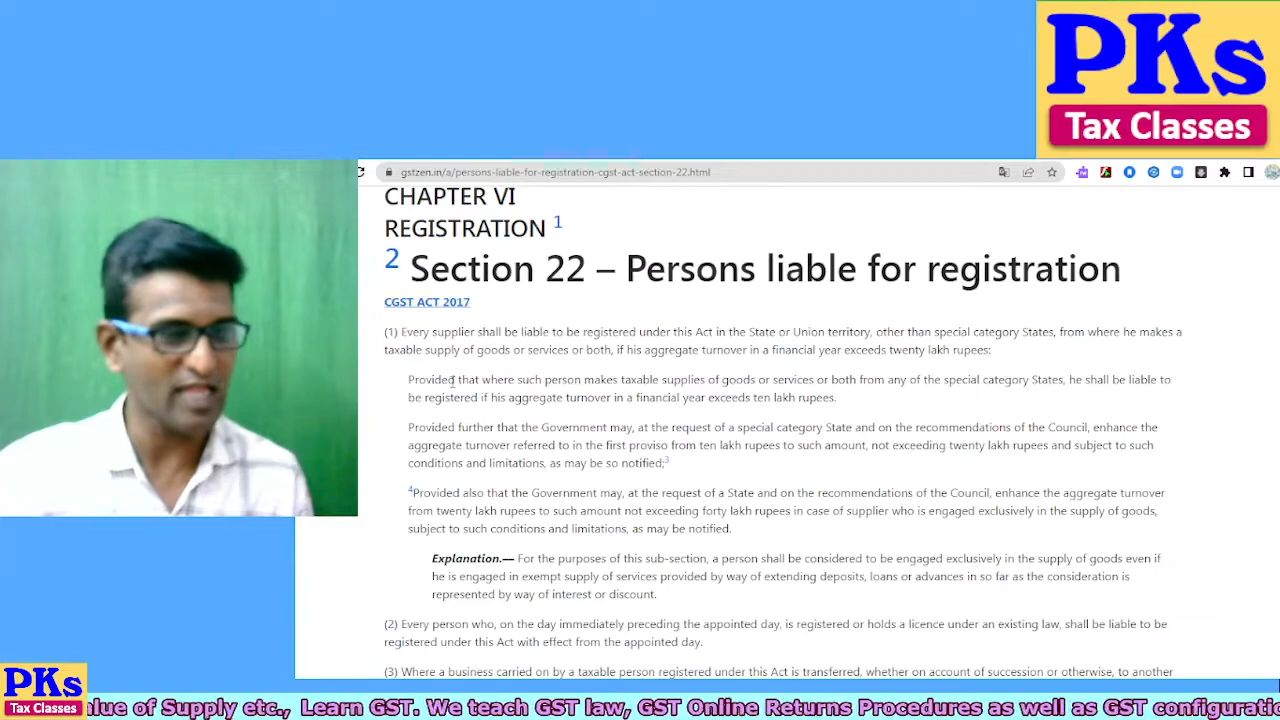 PKs
Tax Classes
gstzen.in/a/persons-liable-for-registration-cgst-act-section-22.html
CHAPTER VI
REGISTRATION 1
2 Section 22 – Persons liable for registration
CGST ACT 2017
(1) Every supplier shall be liable to be registered under this Act in the State or Union territory, other than special category States, from where he makes a
taxable supply of goods or services or both, if his aggregate turnover in a financial year exceeds twenty lakh rupees:
Provided that where such person makes taxable supplies of goods or services or both from any of the special category States, he shall be liable to
be registered if his aggregate turnover in a financial year exceeds ten lakh rupees.
Provided further that the Government may, at the request of a special category State and on the recommendations of the Council, enhance the
aggregate turnover referred to in the first proviso from ten lakh rupees to such amount, not exceeding twenty lakh rupees and subject to such
conditions and limitations, as may be so notified;3
4Provided also that the Government may, at the request of a State and on the recommendations of the Council, enhance the aggregate turnover
from twenty lakh rupees to such amount not exceeding forty lakh rupees in case of supplier who is engaged exclusively in the supply of goods,
subject to such conditions and limitations, as may be notified.
Explanation.— For the purposes of this sub-section, a person shall be considered to be engaged exclusively in the supply of goods even if
he is engaged in exempt supply of services provided by way of extending deposits, loans or advances in so far as the consideration is
represented by way of interest or discount.
(2) Every person who, on the day immediately preceding the appointed day, is registered or holds a licence under an existing law, shall be liable to be
registered under this Act with effect from the appointed day.
(3) Where a business carried on by a taxable person registered under this Act is transferred, whether on account of succession or otherwise, to another
PKs
Tax Classes
alue of Supply etc., Learn GST. We teach GST law, GST Online Returns Procedures as well as GST configurati